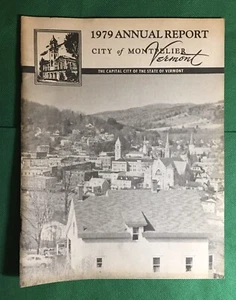 1979 ANNUAL REPORT
CITY of MONTPELIER
Vermont
THE CAPITAL CITY OF THE STATE OF VERMONT